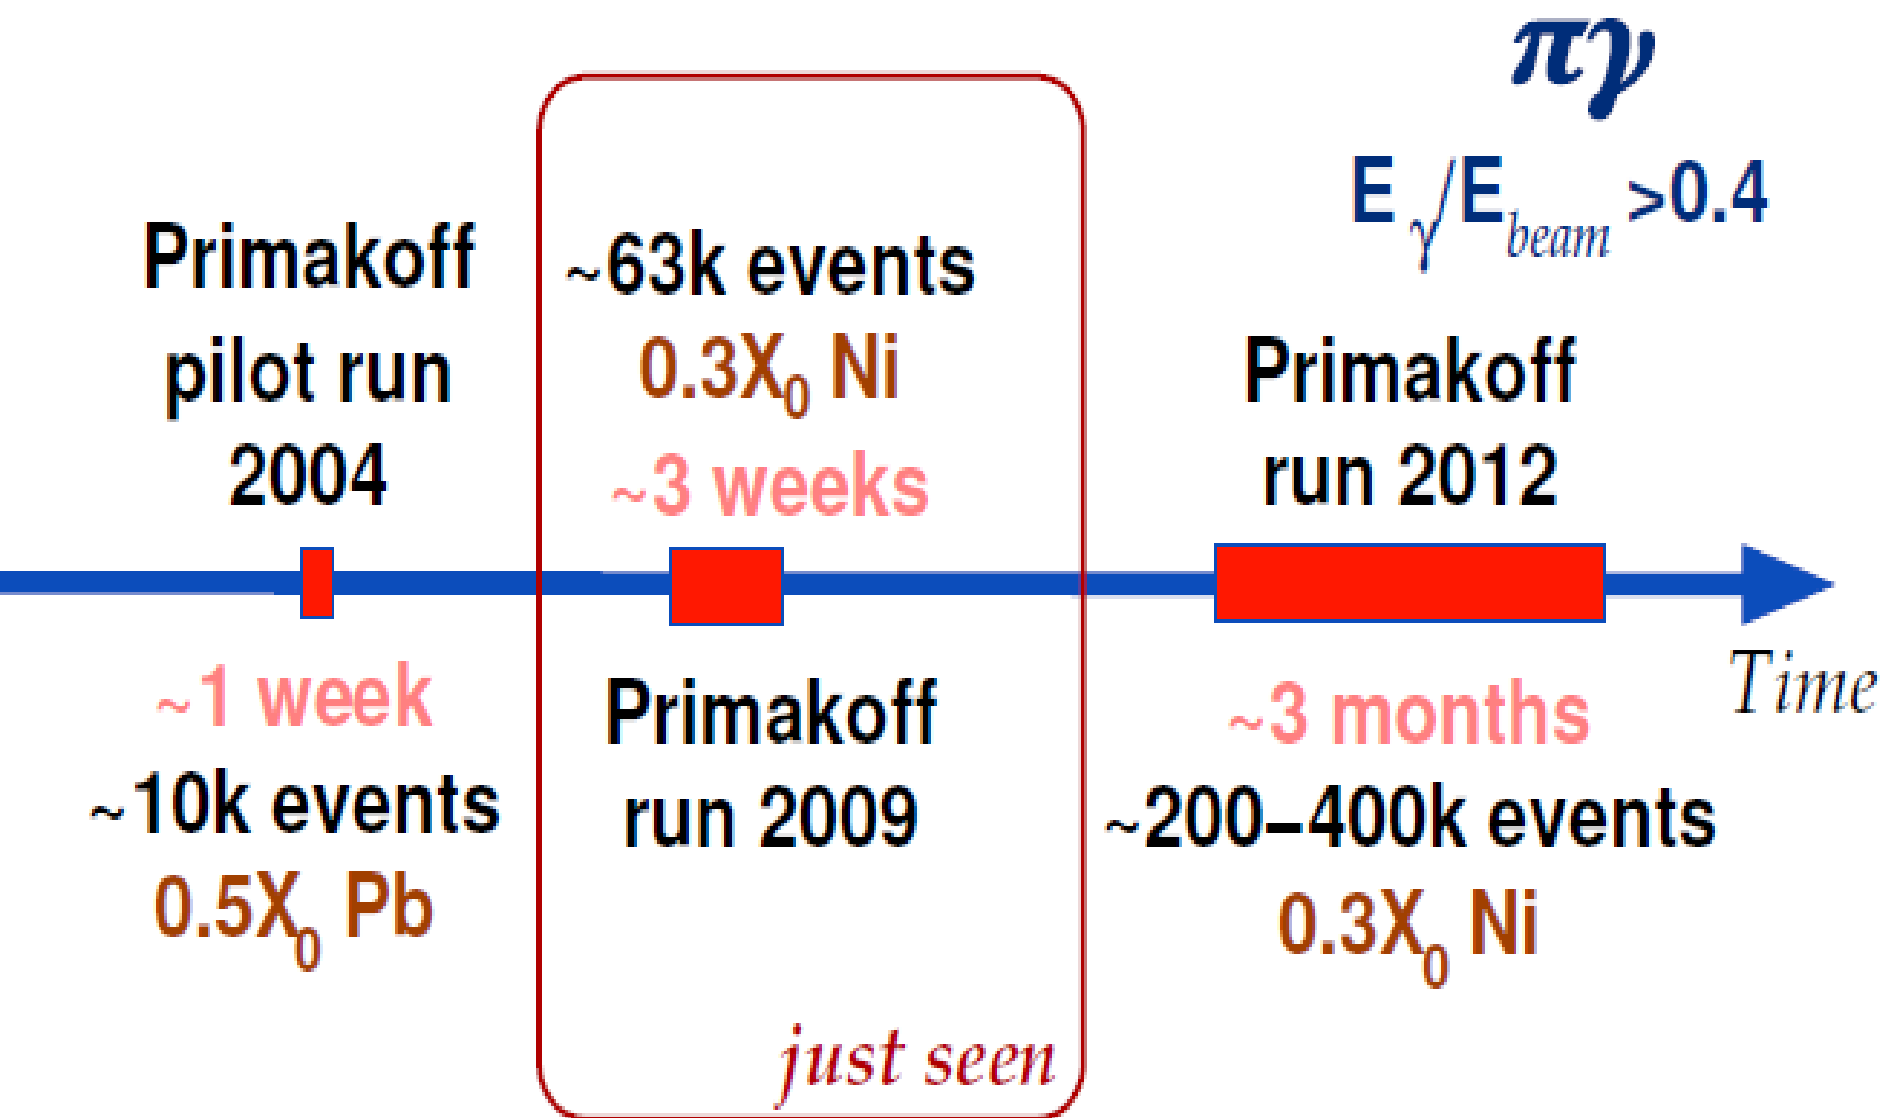 πγ
Eγ/Ebeam >0.4
Primakoff
pilot run
2004
~1 week
~10k events
0.5X0 Pb
~63k events
0.3X0 Ni
~3 weeks
Primakoff
run 2009
just seen
Primakoff
run 2012
~3 months
~200–400k events
0.3X0 Ni
Time